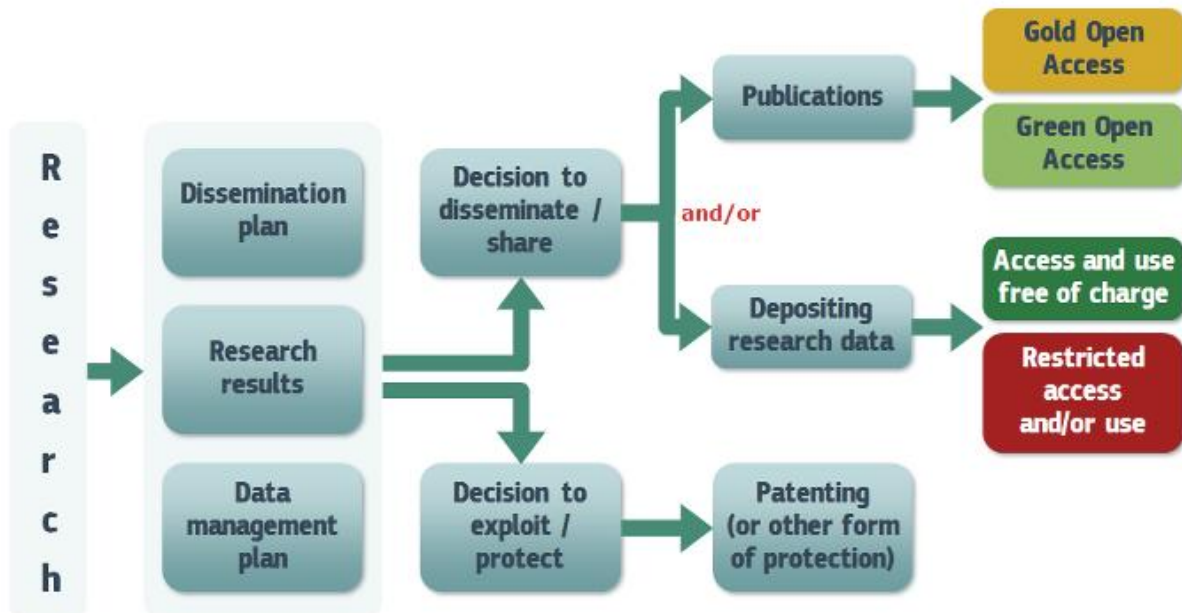 Research
Dissemination
plan
Research
results
Data
management
plan
Decision to
disseminate /
share
Decision to
exploit /
protect
and/or
Publications
Depositing
research data
Patenting
(or other form
of protection)
Gold Open
Access
Green Open
Access
Access and use
free of charge
Restricted
access
and/or use